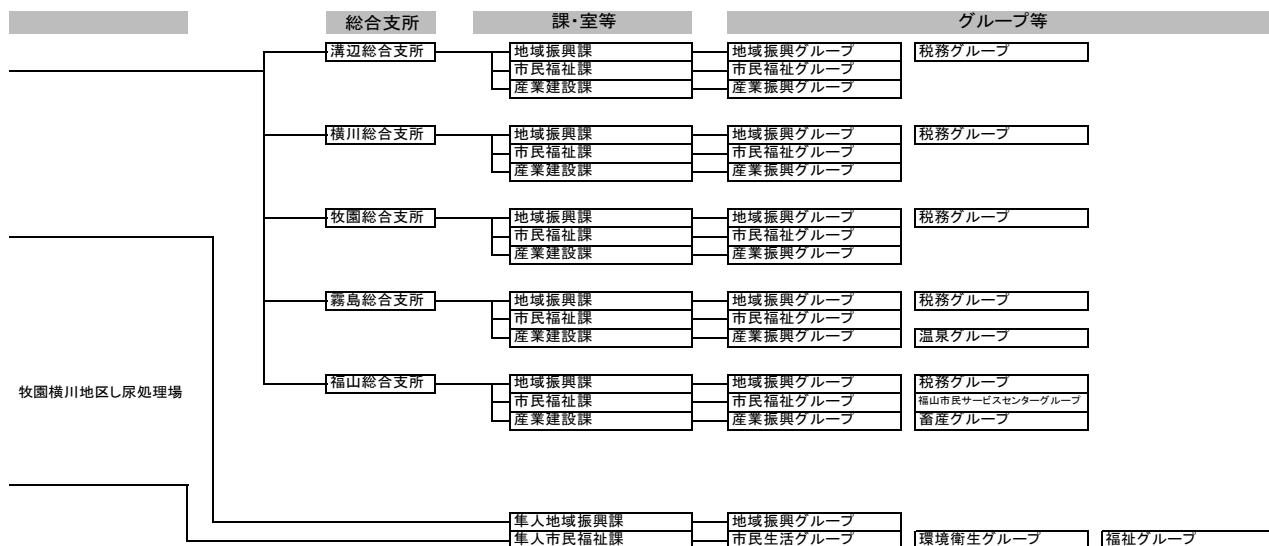 総合支所 課・室等 グループ等
溝辺総合支所 地域振興課 地域振興グループ 税務グループ
市民福祉課 市民福祉グループ
産業建設課 産業振興グループ
横川総合支所 地域振興課 地域振興グループ 税務グループ
市民福祉課 市民福祉グループ
産業建設課 産業振興グループ
牧園総合支所 地域振興課 地域振興グループ 税務グループ
市民福祉課 市民福祉グループ
産業建設課 産業振興グループ
霧島総合支所 地域振興課 地域振興グループ 税務グループ
市民福祉課 市民福祉グループ
産業建設課 産業振興グループ 温泉グループ
福山総合支所 地域振興課 地域振興グループ 税務グループ
牧園横川地区し尿処理場
市民福祉課 市民福祉グループ 福山市民サービスセンターグループ
産業建設課 産業振興グループ 畜産グループ
隼人地域振興課 地域振興グループ
隼人市民福祉課 市民生活グループ 環境衛生グループ 福祉グループ